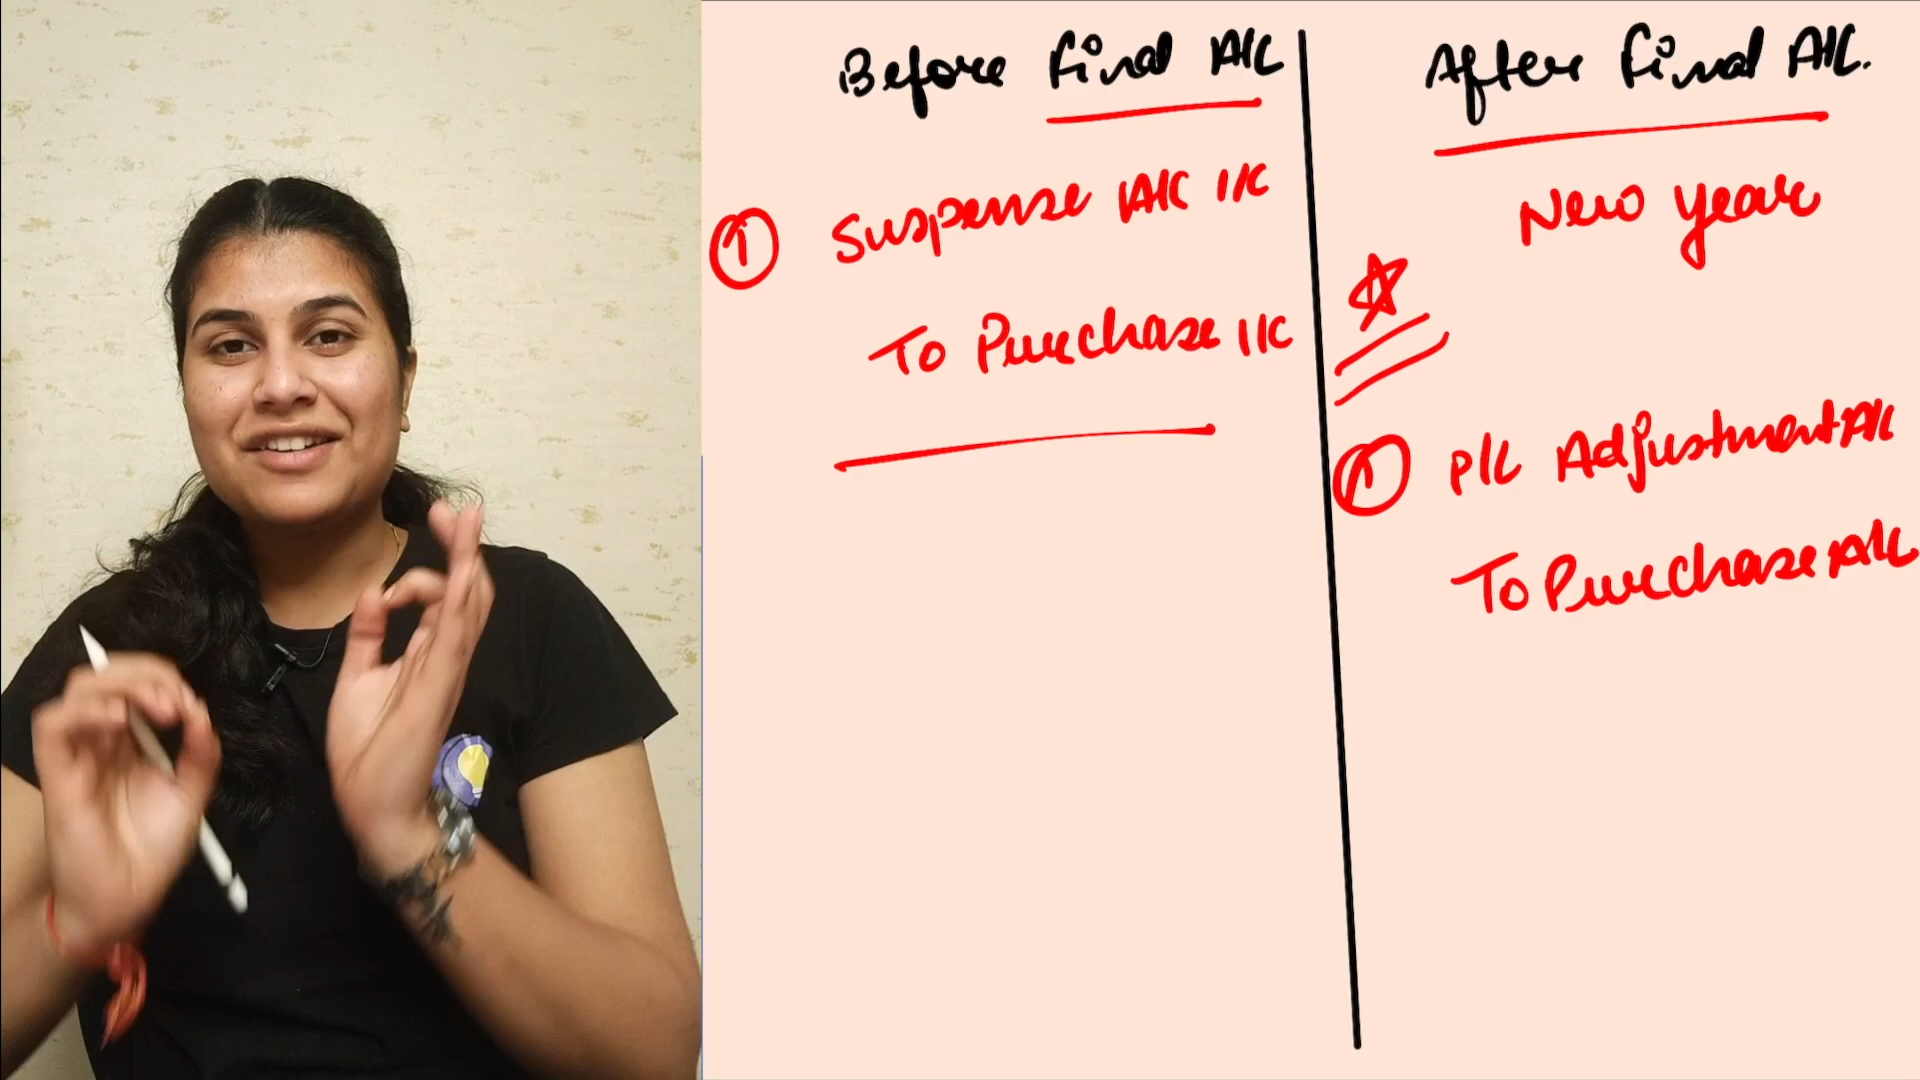 Before Final A/C
① Suspense A/C 1/c
To Purchase 1/c
After Final A/C.
New year
① P/L Adjustment A/c
To Purchase A/c